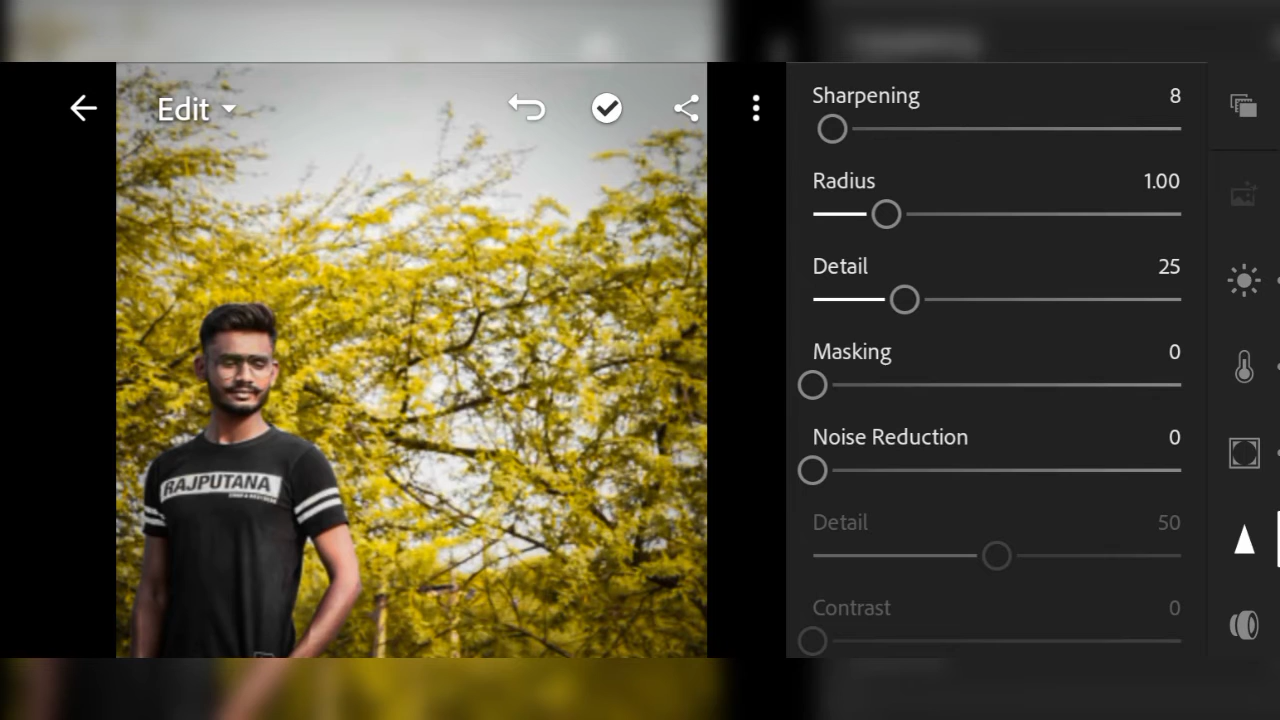 Edit
Sharpening 8
Radius 1.00
Detail 25
Masking 0
Noise Reduction 0
Detail 50
Contrast 0
RAJPUTANA